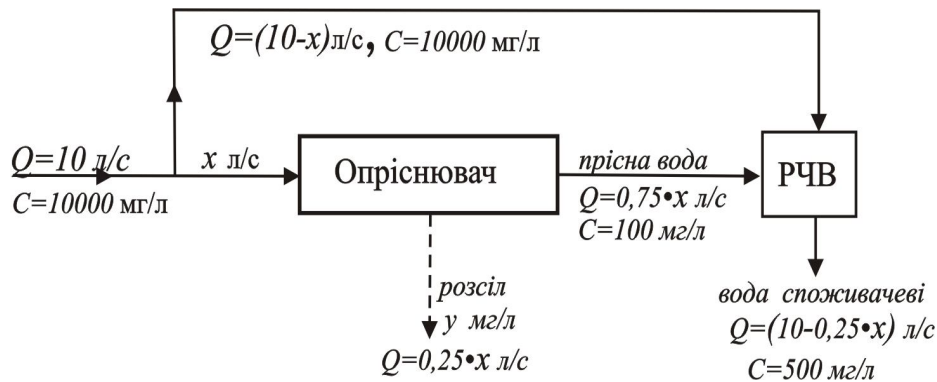 Q=(10-x)л/с, C=10000 мг/л
Q=10 л/с
C=10000 мг/л
x л/с
Опріснювач
прісна вода
Q=0,75•x л/с
C=100 мг/л
РЧВ
розсіл
у мг/л
Q=0,25•x л/с
вода споживачеві
Q=(10-0,25•x) л/с
C=500 мг/л